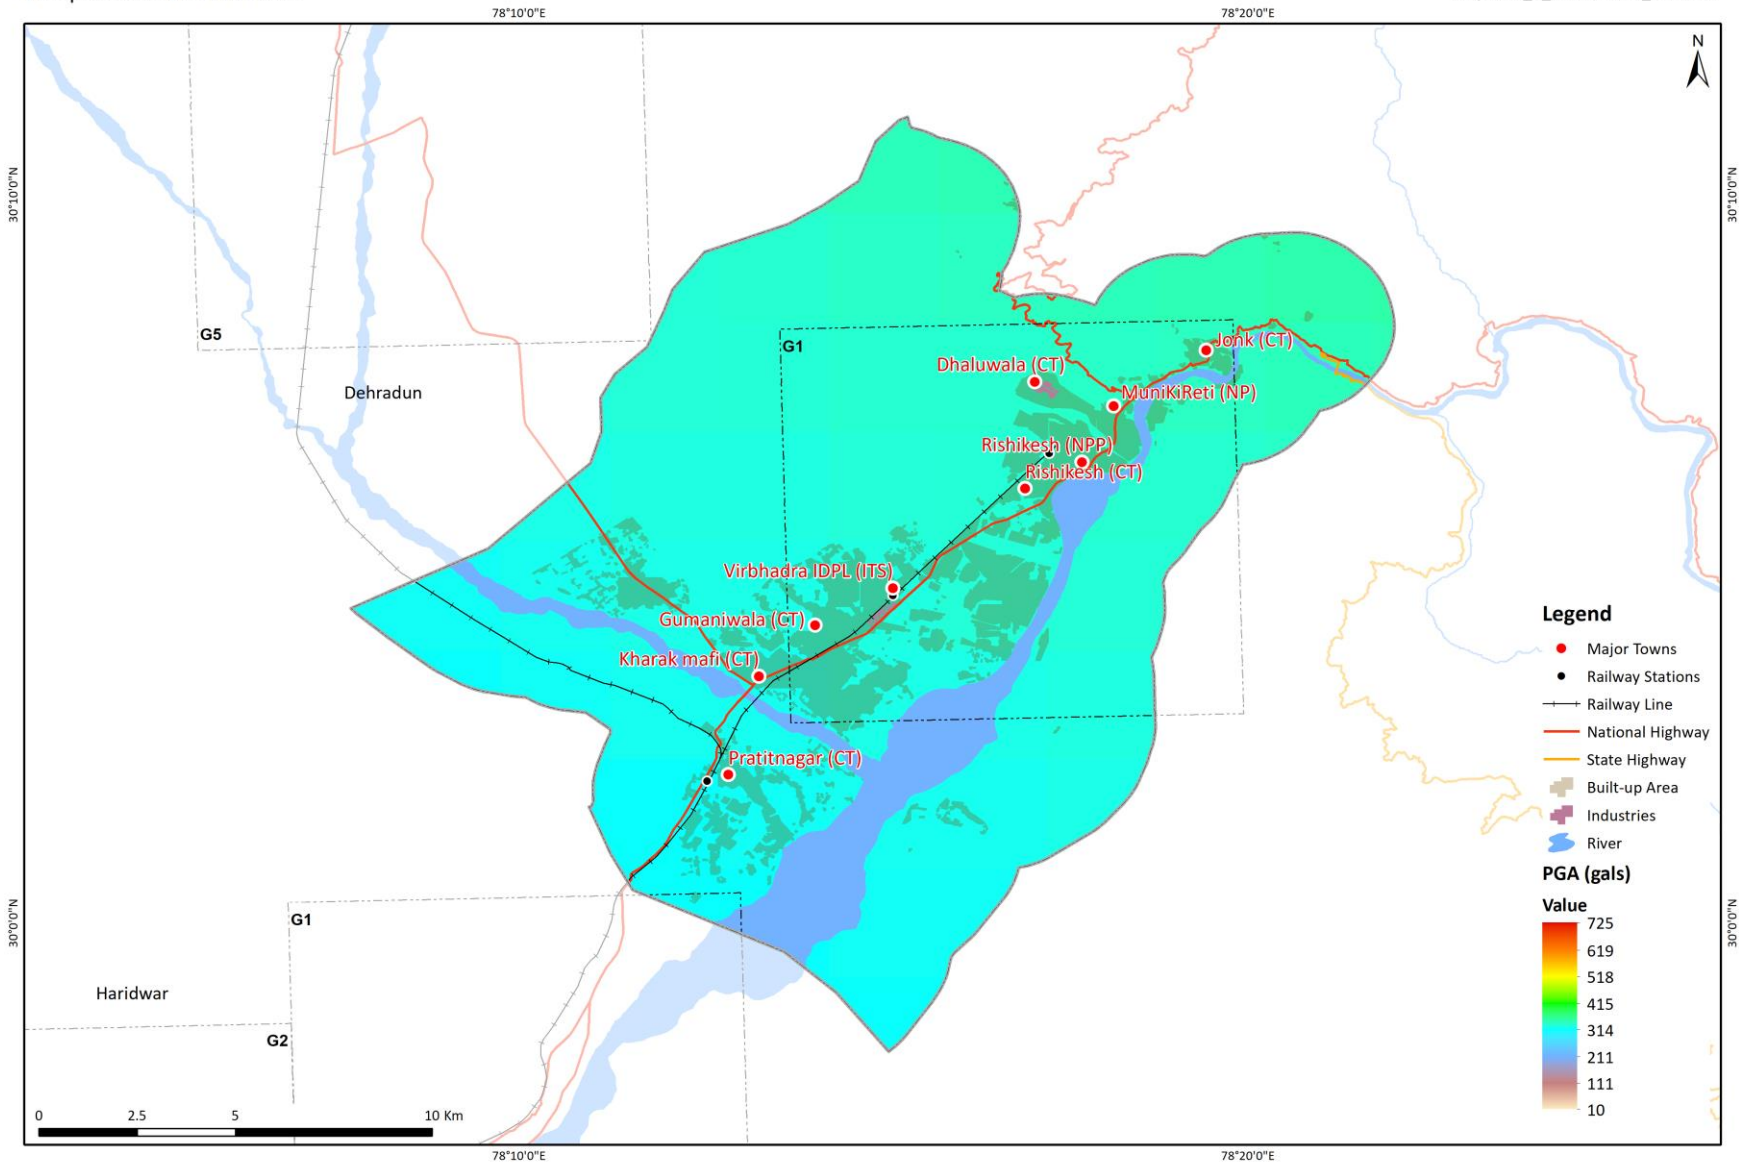 78°10'0"E
78°20'0"E
N
30°10'0"N
30°10'0"N
G5
G1
Jonk (CT)
Dhaluwala (CT)
Dehradun
MuniKiReti (NP)
Rishikesh (NPP)
Rishikesh (CT)
Virbhadra IDPL (ITS)
Gumaniwala (CT)
Kharak mafi (CT)
Pratitnagar (CT)
Legend
Major Towns
Railway Stations
Railway Line
National Highway
State Highway
Built-up Area
Industries
River
PGA (gals)
Value
725
619
518
415
314
211
111
10
30°0'0"N
30°0'0"N
G1
Haridwar
G2
0 2.5 5 10 Km
78°10'0"E
78°20'0"E